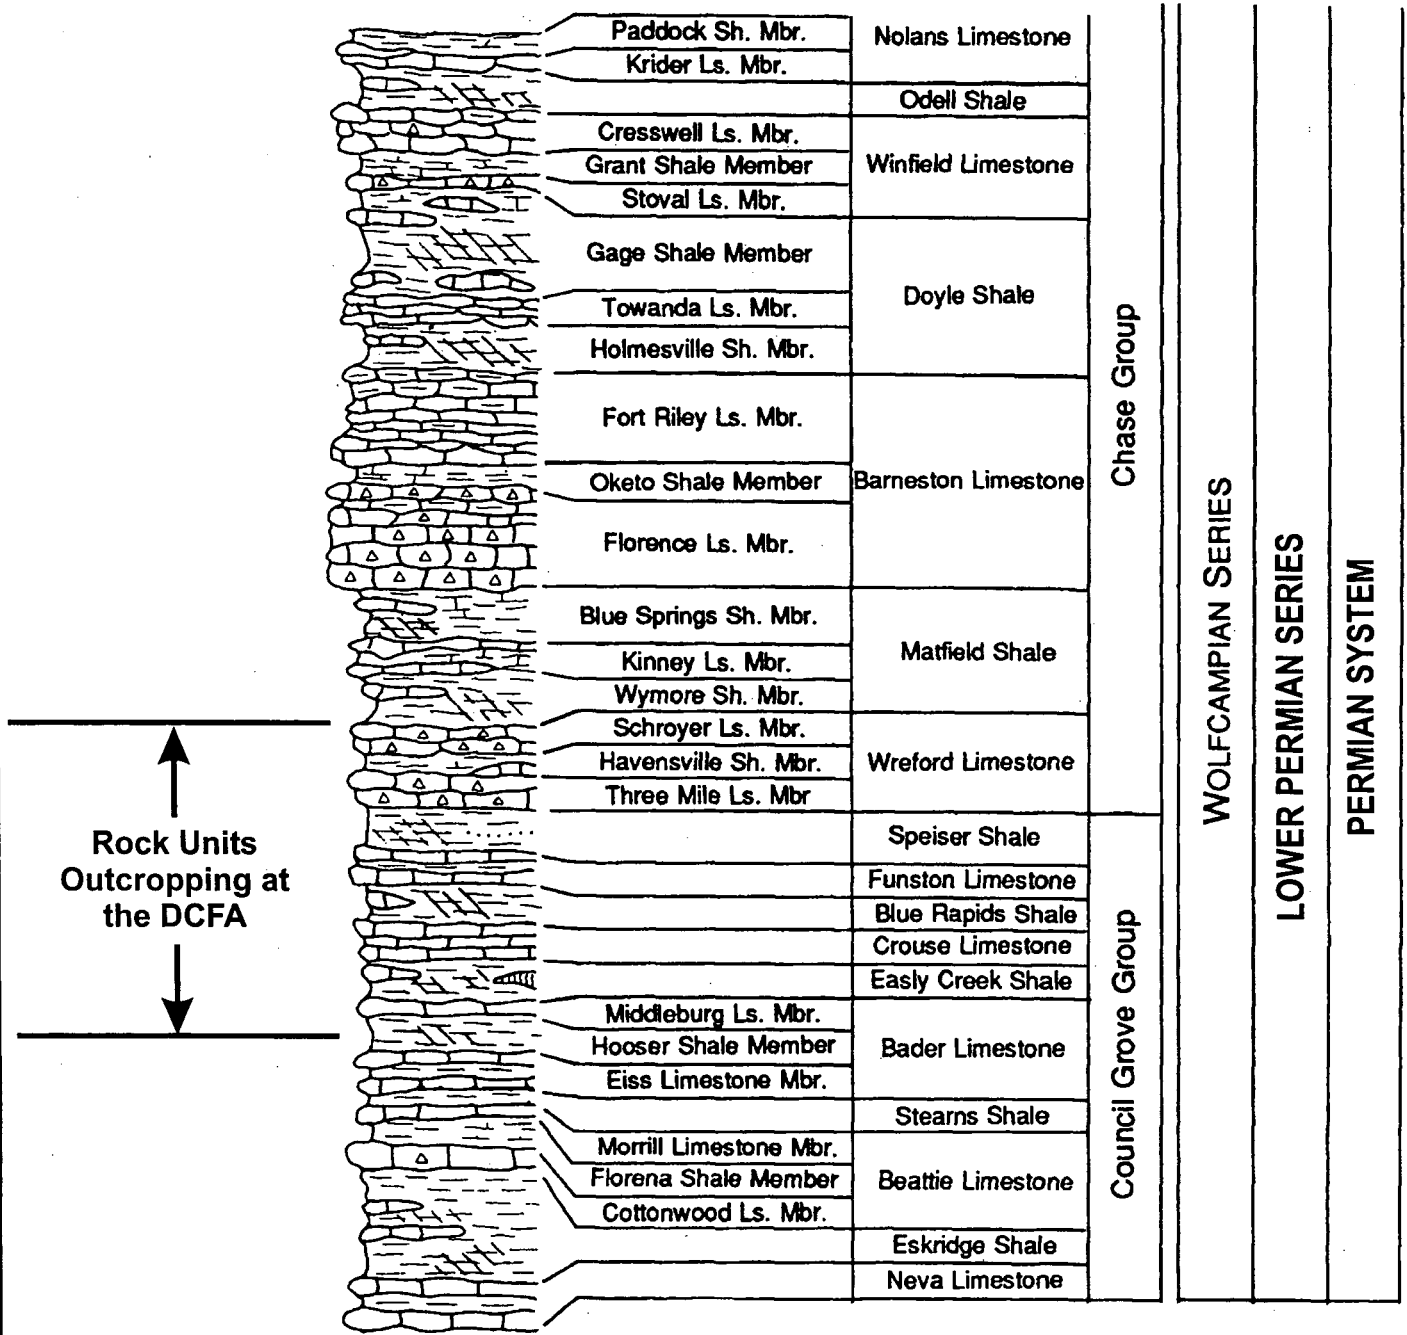 Paddock Sh. Mbr.
Krider Ls. Mbr.
Nolans Limestone
Odell Shale
Cresswell Ls. Mbr.
Grant Shale Member
Stoval Ls. Mbr.
Winfield Limestone
Gage Shale Member
Towanda Ls. Mbr.
Holmesville Sh. Mbr.
Doyle Shale
Fort Riley Ls. Mbr.
Oketo Shale Member
Florence Ls. Mbr.
Barneston Limestone
Blue Springs Sh. Mbr.
Kinney Ls. Mbr.
Wymore Sh. Mbr.
Matfield Shale
Schroyer Ls. Mbr.
Havensville Sh. Mbr.
Three Mile Ls. Mbr
Wreford Limestone
Chase Group
Rock Units
Outcropping at
the DCFA
Speiser Shale
Funston Limestone
Blue Rapids Shale
Crouse Limestone
Easly Creek Shale
Middleburg Ls. Mbr.
Hooser Shale Member
Eiss Limestone Mbr.
Bader Limestone
Stearns Shale
Morrill Limestone Mbr.
Florena Shale Member
Cottonwood Ls. Mbr.
Beattie Limestone
Eskridge Shale
Neva Limestone
Council Grove Group
WOLFCAMPIAN SERIES
LOWER PERMIAN SERIES
PERMIAN SYSTEM